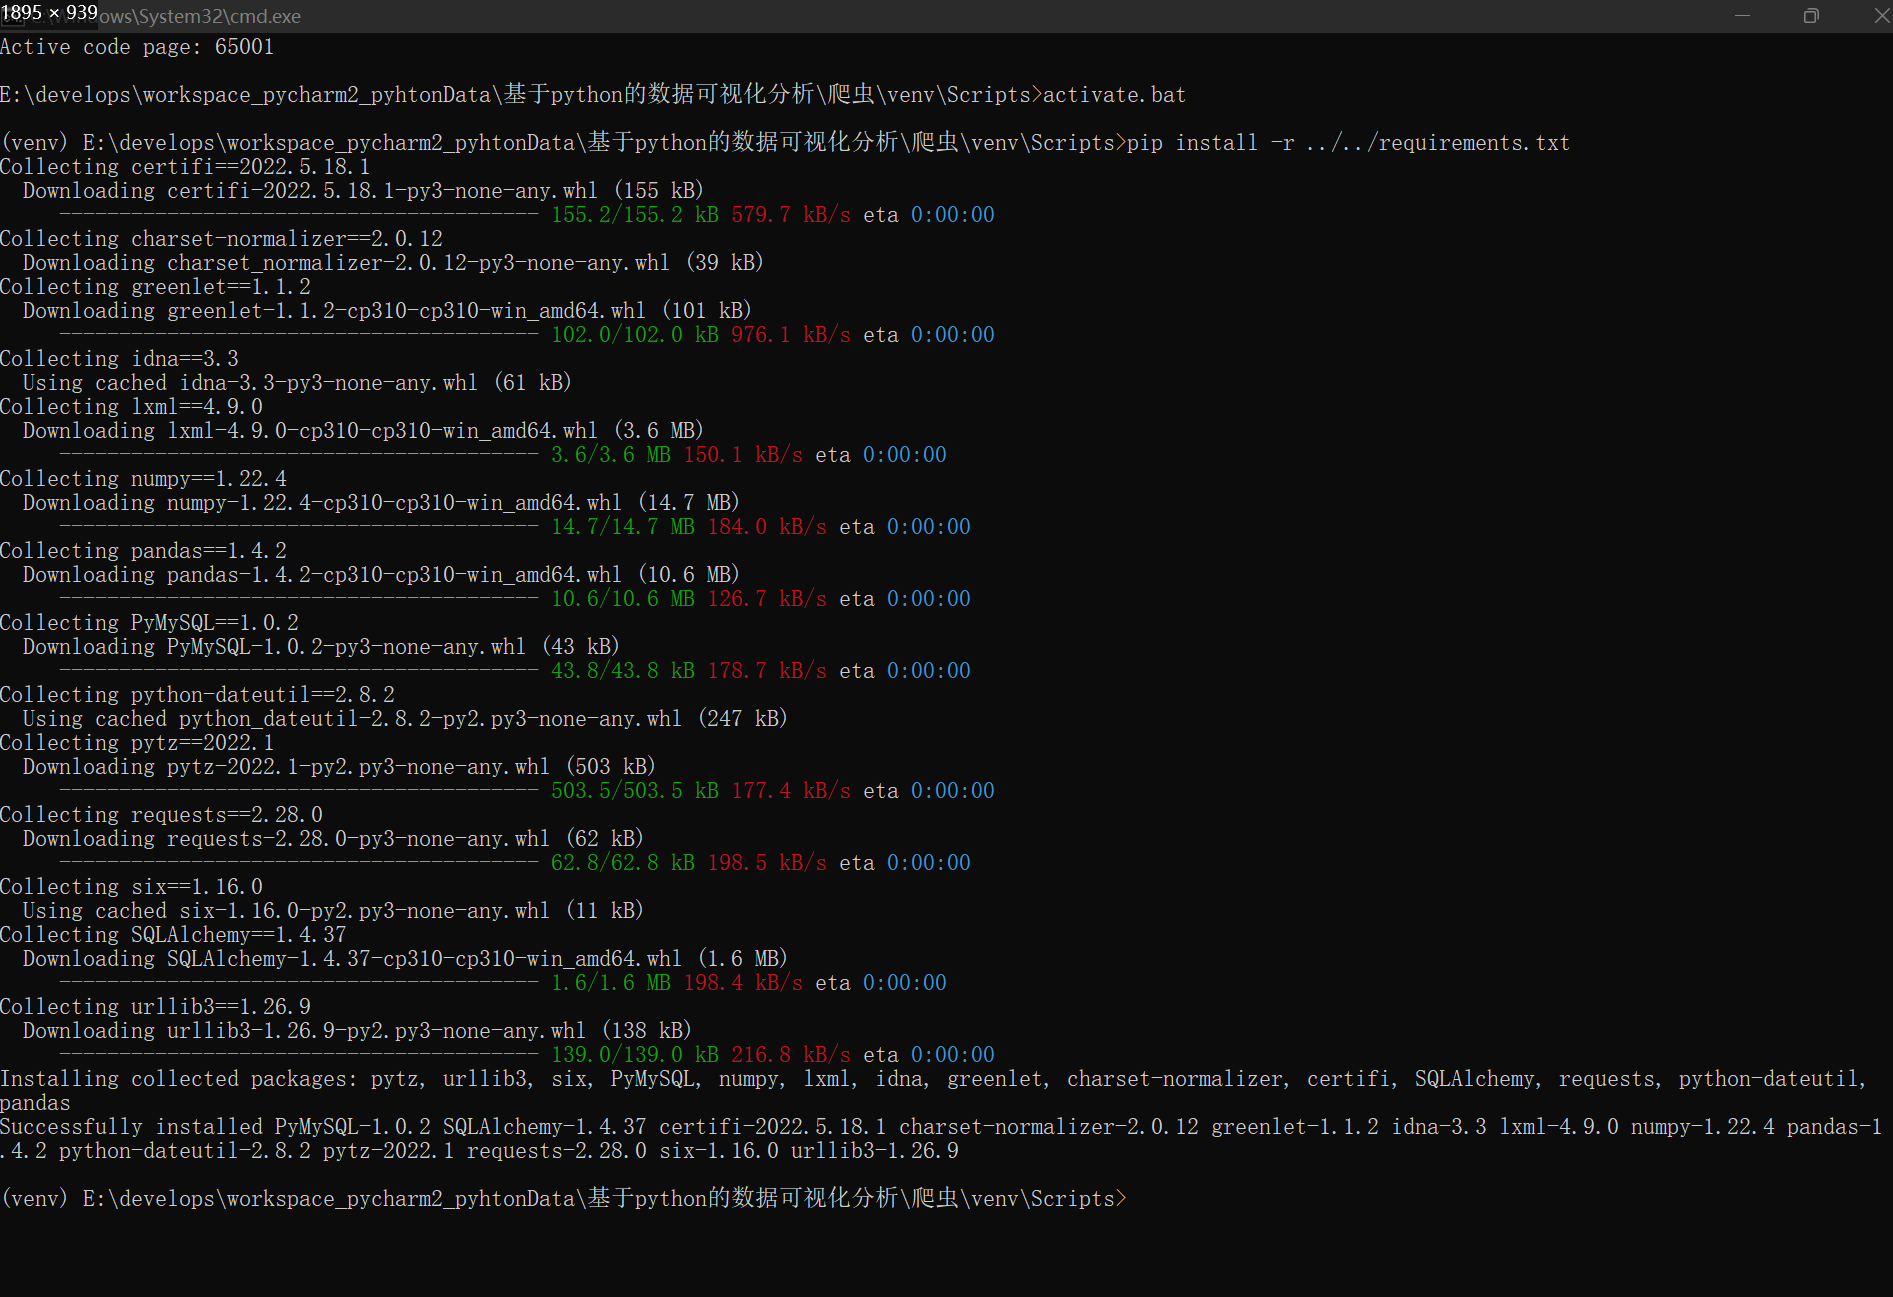 1895 × 939
C:\Windows\System32\cmd.exe
Active code page: 65001
E:\develops\workspace_pycharm2_pyhtonData\基于python的数据可视化分析\爬虫\venv\Scripts>activate.bat
(venv) E:\develops\workspace_pycharm2_pyhtonData\基于python的数据可视化分析\爬虫\venv\Scripts>pip install -r ../../requirements.txt
Collecting certifi==2022.5.18.1
Downloading certifi-2022.5.18.1-py3-none-any.whl (155 kB)
---------------------------------------- 155.2/155.2 kB 579.7 kB/s eta 0:00:00
Collecting charset-normalizer==2.0.12
Downloading charset_normalizer-2.0.12-py3-none-any.whl (39 kB)
Collecting greenlet==1.1.2
Downloading greenlet-1.1.2-cp310-cp310-win_amd64.whl (101 kB)
---------------------------------------- 102.0/102.0 kB 976.1 kB/s eta 0:00:00
Collecting idna==3.3
Using cached idna-3.3-py3-none-any.whl (61 kB)
Collecting lxml==4.9.0
Downloading lxml-4.9.0-cp310-cp310-win_amd64.whl (3.6 MB)
---------------------------------------- 3.6/3.6 MB 150.1 kB/s eta 0:00:00
Collecting numpy==1.22.4
Downloading numpy-1.22.4-cp310-cp310-win_amd64.whl (14.7 MB)
---------------------------------------- 14.7/14.7 MB 184.0 kB/s eta 0:00:00
Collecting pandas==1.4.2
Downloading pandas-1.4.2-cp310-cp310-win_amd64.whl (10.6 MB)
---------------------------------------- 10.6/10.6 MB 126.7 kB/s eta 0:00:00
Collecting PyMySQL==1.0.2
Downloading PyMySQL-1.0.2-py3-none-any.whl (43 kB)
---------------------------------------- 43.8/43.8 kB 178.7 kB/s eta 0:00:00
Collecting python-dateutil==2.8.2
Using cached python_dateutil-2.8.2-py2.py3-none-any.whl (247 kB)
Collecting pytz==2022.1
Downloading pytz-2022.1-py2.py3-none-any.whl (503 kB)
---------------------------------------- 503.5/503.5 kB 177.4 kB/s eta 0:00:00
Collecting requests==2.28.0
Downloading requests-2.28.0-py3-none-any.whl (62 kB)
---------------------------------------- 62.8/62.8 kB 198.5 kB/s eta 0:00:00
Collecting six==1.16.0
Using cached six-1.16.0-py2.py3-none-any.whl (11 kB)
Collecting SQLAlchemy==1.4.37
Downloading SQLAlchemy-1.4.37-cp310-cp310-win_amd64.whl (1.6 MB)
---------------------------------------- 1.6/1.6 MB 198.4 kB/s eta 0:00:00
Collecting urllib3==1.26.9
Downloading urllib3-1.26.9-py2.py3-none-any.whl (138 kB)
---------------------------------------- 139.0/139.0 kB 216.8 kB/s eta 0:00:00
Installing collected packages: pytz, urllib3, six, PyMySQL, numpy, lxml, idna, greenlet, charset-normalizer, certifi, SQLAlchemy, requests, python-dateutil,
pandas
Successfully installed PyMySQL-1.0.2 SQLAlchemy-1.4.37 certifi-2022.5.18.1 charset-normalizer-2.0.12 greenlet-1.1.2 idna-3.3 lxml-4.9.0 numpy-1.22.4 pandas-1
.4.2 python-dateutil-2.8.2 pytz-2022.1 requests-2.28.0 six-1.16.0 urllib3-1.26.9
(venv) E:\develops\workspace_pycharm2_pyhtonData\基于python的数据可视化分析\爬虫\venv\Scripts>